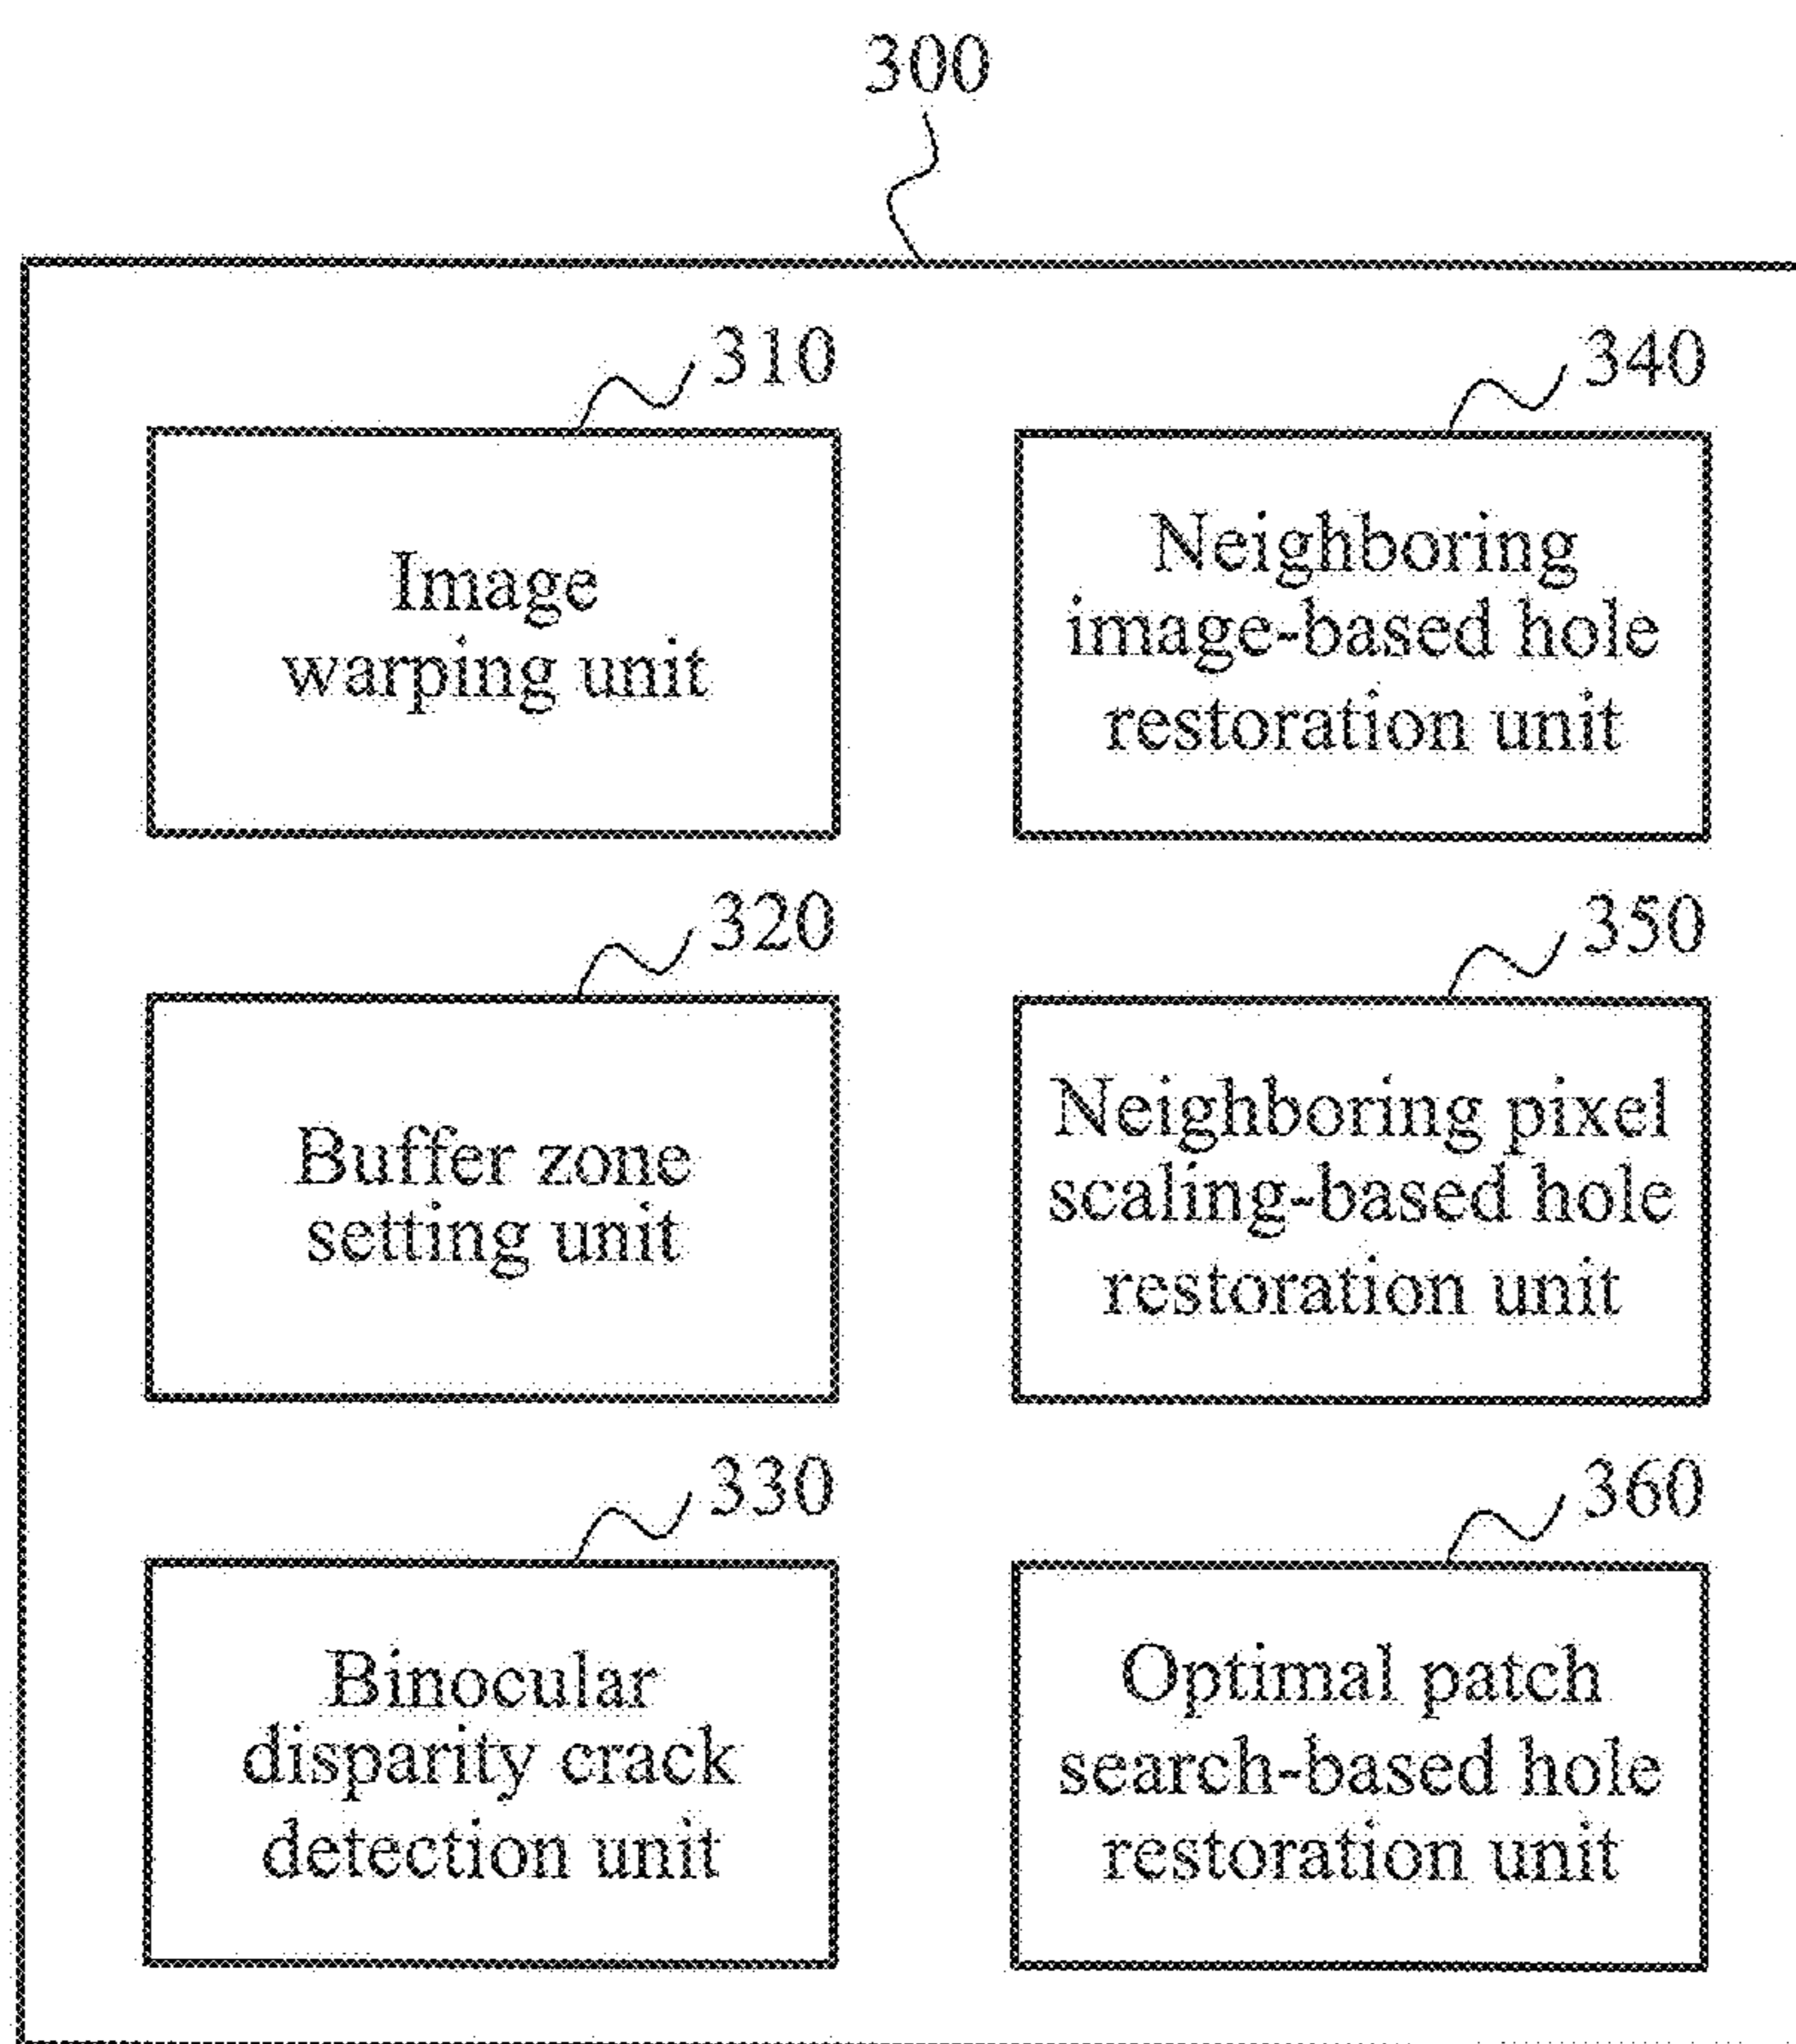 300
310
Image
warping unit
340
Neighboring
image-based hole
restoration unit
320
Buffer zone
setting unit
350
Neighboring pixel
scaling-based hole
restoration unit
330
Binocular
disparity crack
detection unit
360
Optimal patch
search-based hole
restoration unit